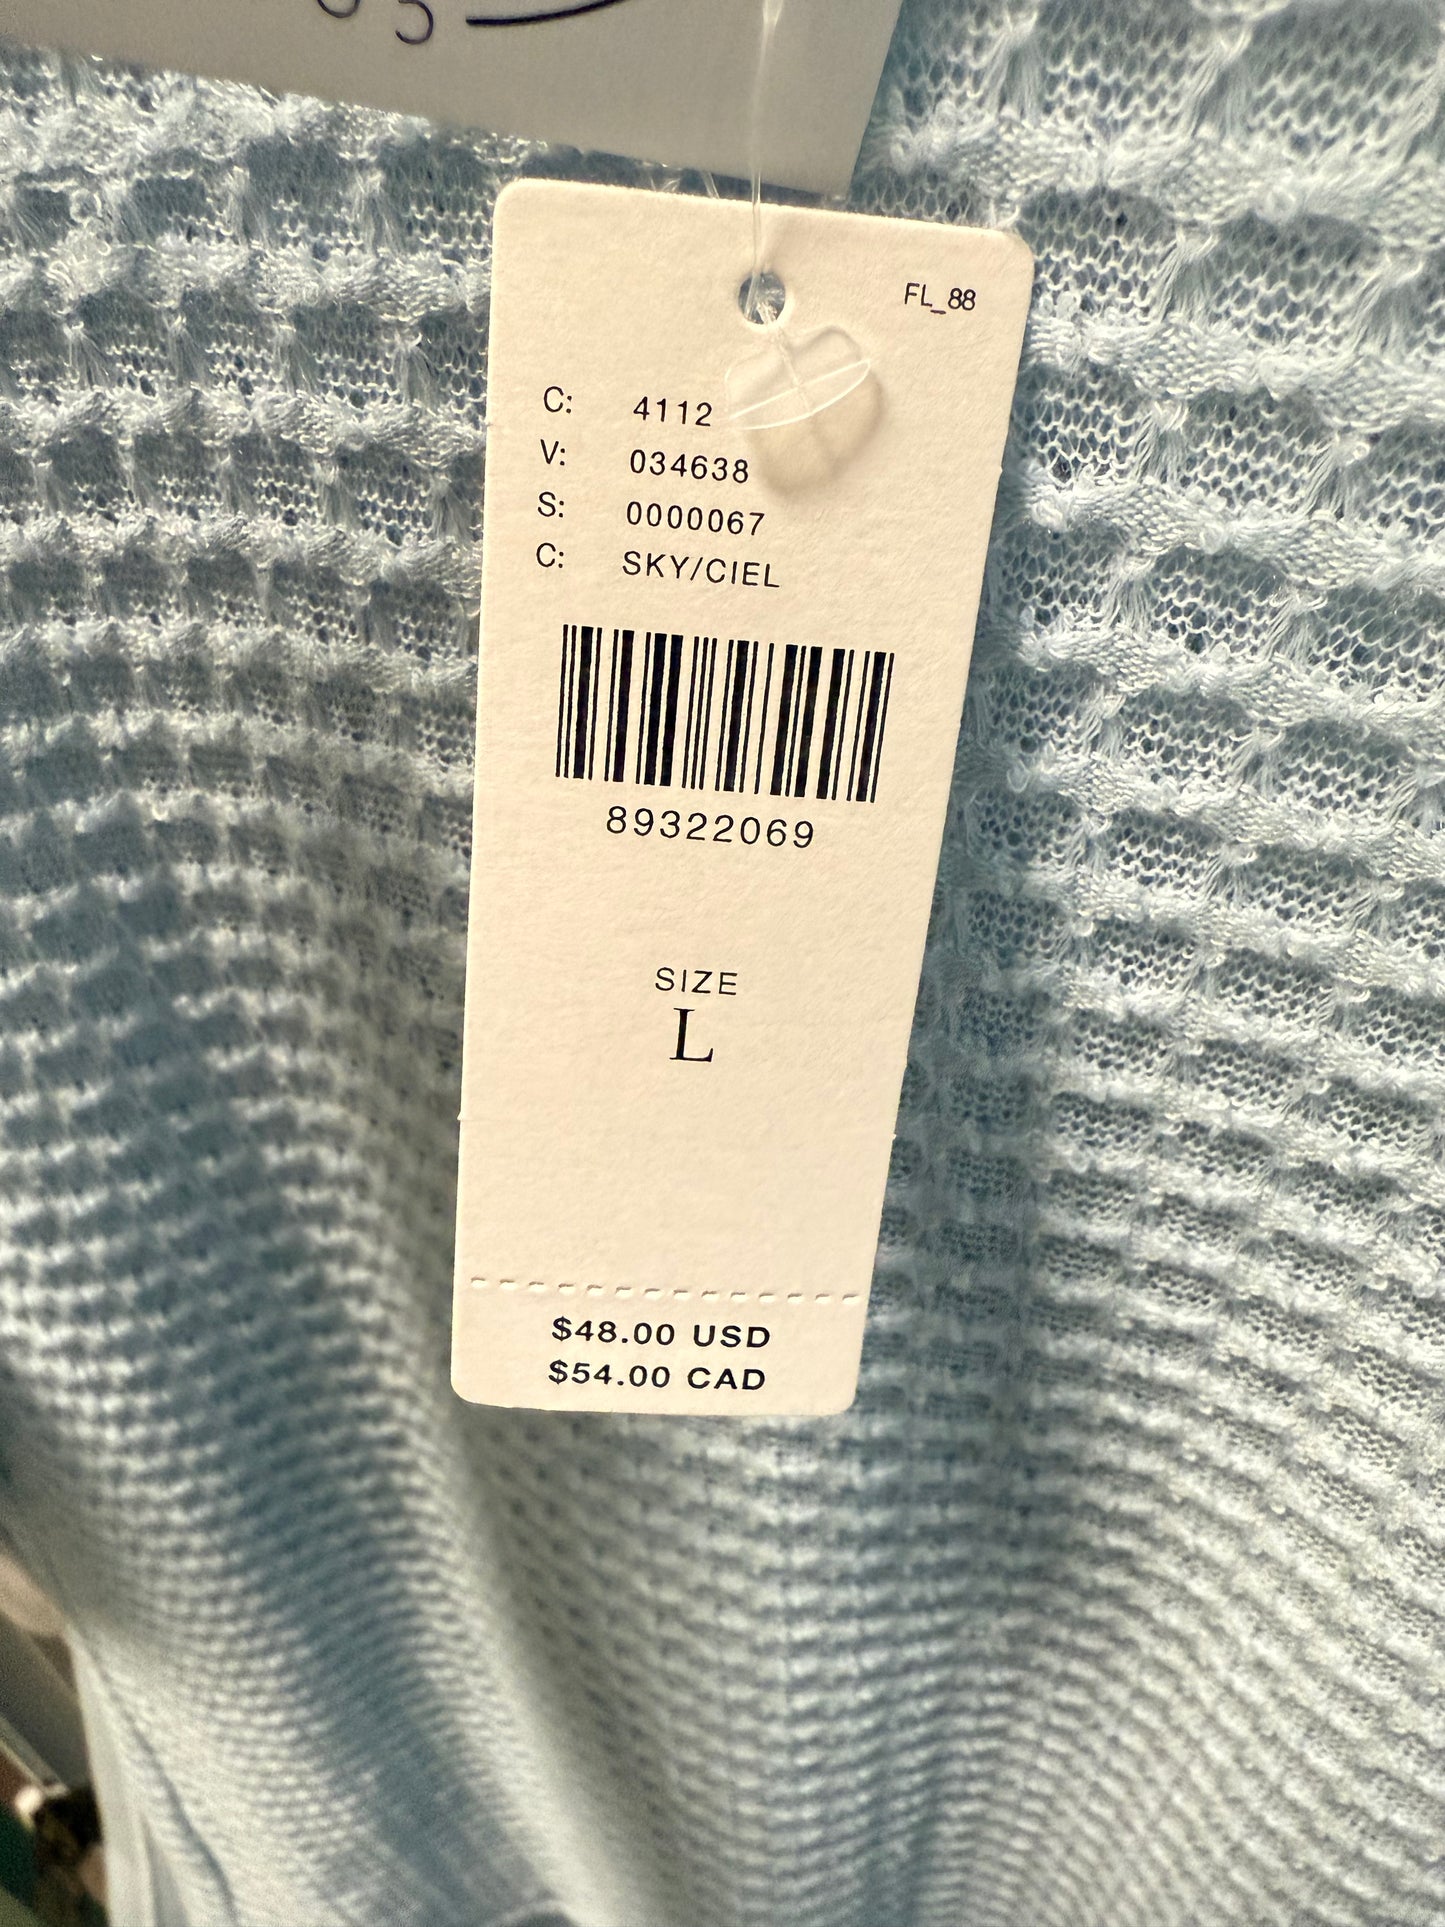 FL_88
C: 4112
V: 034638
S: 0000067
C: SKY/CIEL
89322069
SIZE
L
$48.00 USD
$54.00 CAD